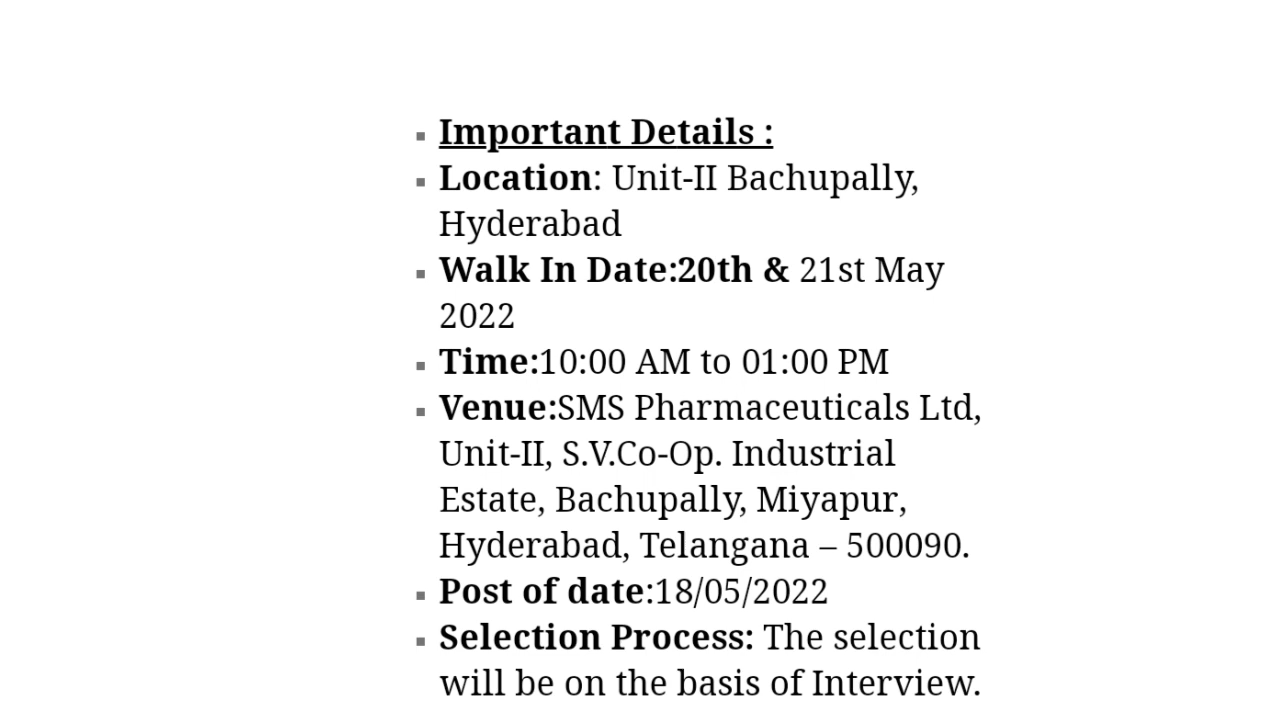 Important Details :
Location: Unit-II Bachupally,
Hyderabad
Walk In Date:20th & 21st May
2022
Time:10:00 AM to 01:00 PM
Venue:SMS Pharmaceuticals Ltd,
Unit-II, S.V.Co-Op. Industrial
Estate, Bachupally, Miyapur,
Hyderabad, Telangana – 500090.
Post of date:18/05/2022
Selection Process: The selection
will be on the basis of Interview.